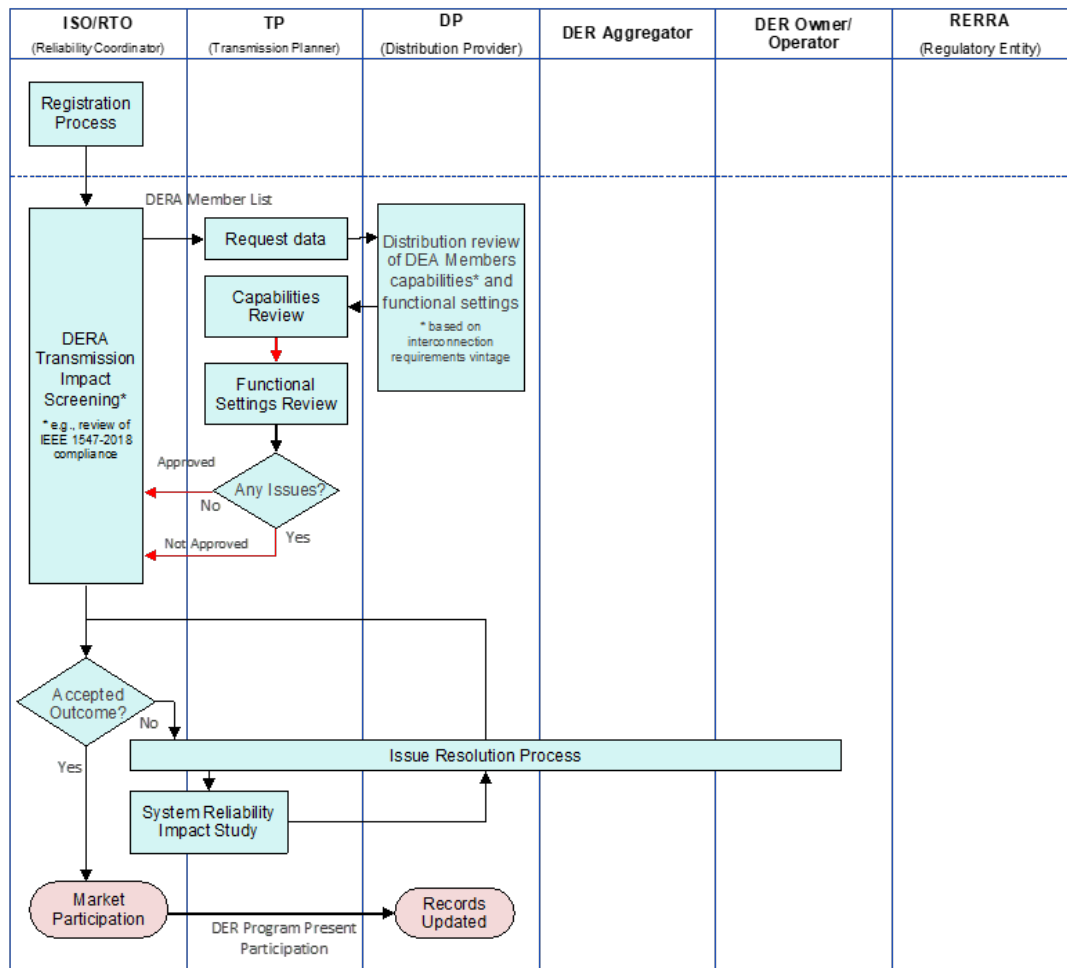 ISO/RTO
(Reliability Coordinator)
TP
(Transmission Planner)
DP
(Distribution Provider)
DER Aggregator
DER Owner/
Operator
RERRA
(Regulatory Entity)
Registration
Process
DERA Member List
DERA
Transmission
Impact
Screening*
* e.g., review of
IEEE 1547-2018
compliance
Request data
Distribution review
of DEA Members
capabilities* and
functional settings
* based on
interconnection
requirements vintage
Capabilities
Review
Functional
Settings Review
Approved
Any Issues?
No
Yes
Not Approved
Accepted
Outcome?
No
Yes
Issue Resolution Process
System Reliability
Impact Study
Market
Participation
DER Program Present
Participation
Records
Updated